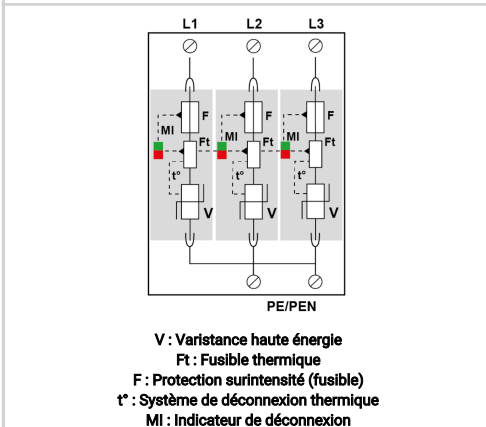 L1 L2 L3
F F F
MI MI MI
Ft Ft Ft
t° t° t°
V V V
PE/PEN
V : Varistance haute énergie
Ft : Fusible thermique
F : Protection surintensité (fusible)
t° : Système de déconnexion thermique
MI : Indicateur de déconnexion